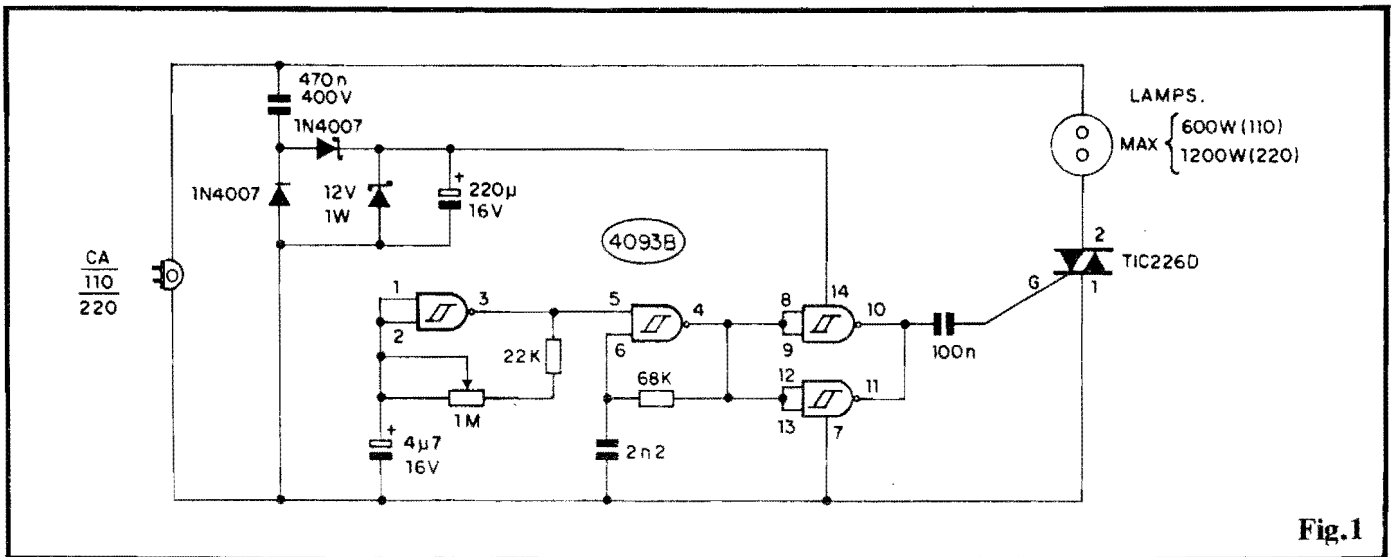 470n
400V
1N4007
1N4007
12V
1W
+
220µ
16V
4093B
CA
110
220
1
2
3
22K
1M
+
4µ7
16V
5
6
4
68K
2n2
8
9
14
10
12
13
11
7
100n
G
2
1
TIC226D
LAMPS.
MAX { 600W(110)
1200W(220)
Fig.1